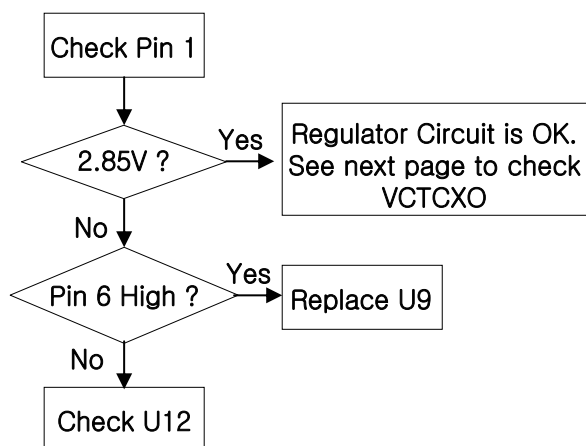 Check Pin 1
2.85V ?
Yes
Regulator Circuit is OK.
See next page to check
VCTCXO
No
Pin 6 High ?
Yes
Replace U9
No
Check U12